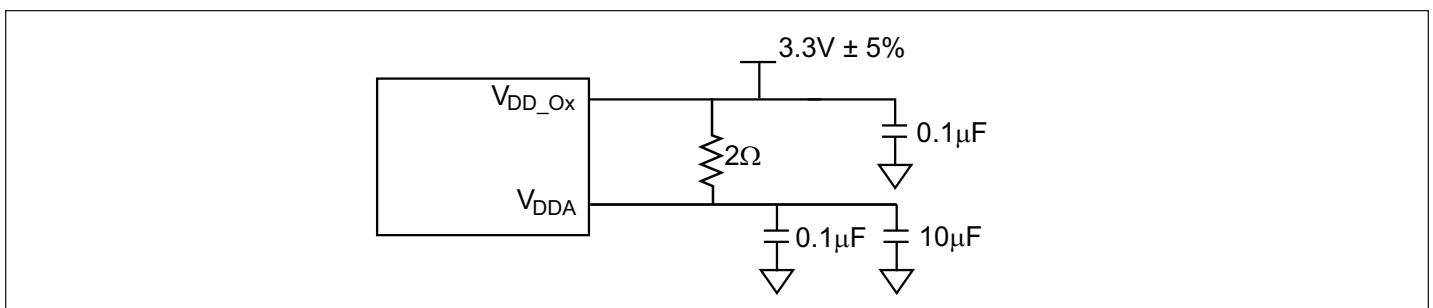 3.3V ± 5%
V_DD_Ox
0.1µF
2Ω
V_DDA
0.1µF
10µF